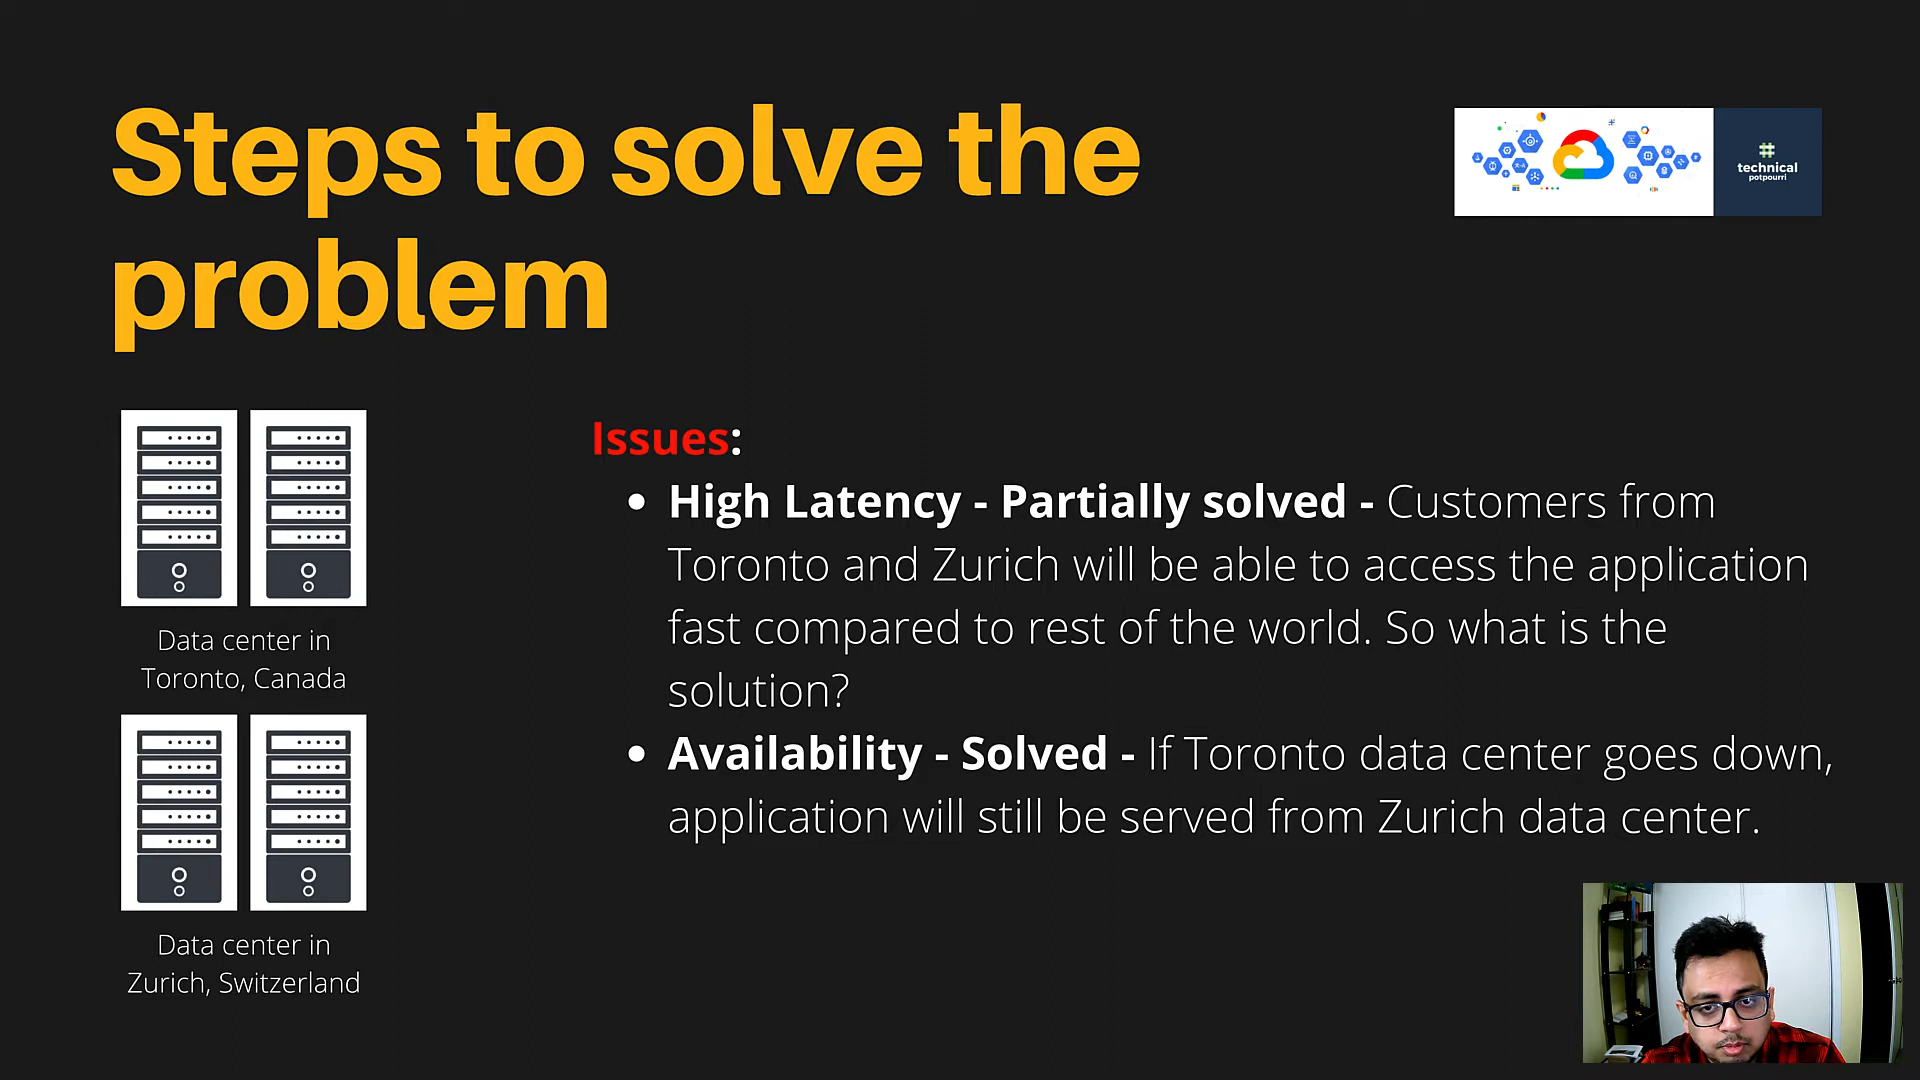 Steps to solve the
problem
#
technical
potpourri
Data center in
Toronto, Canada
Data center in
Zurich, Switzerland
Issues:
• High Latency - Partially solved - Customers from
Toronto and Zurich will be able to access the application
fast compared to rest of the world. So what is the
solution?
• Availability - Solved - If Toronto data center goes down,
application will still be served from Zurich data center.